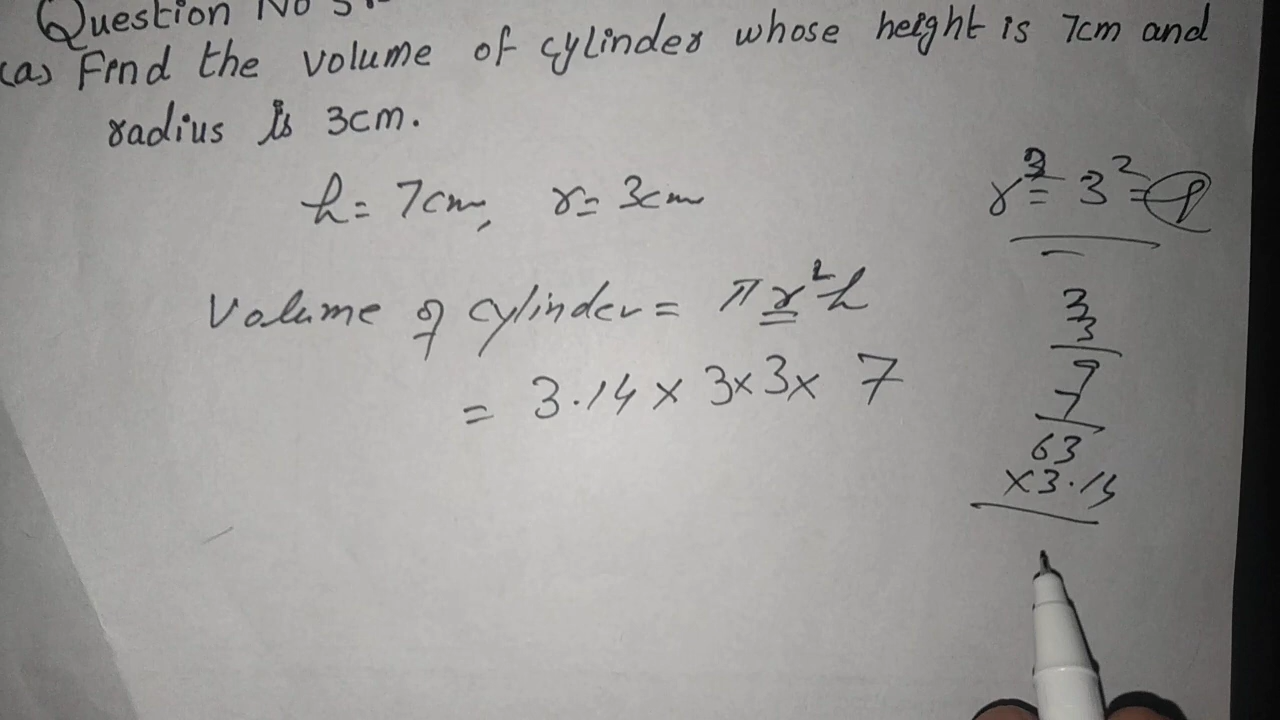 Question No 3:-
(a) Find the volume of cylinder whose height is 7cm and
radius is 3cm.
h = 7cm, r = 3cm
r² = 3² = 9
Volume of cylinder = πr²h
= 3.14 × 3 × 3 × 7
3
3
9
7
63
×3.14